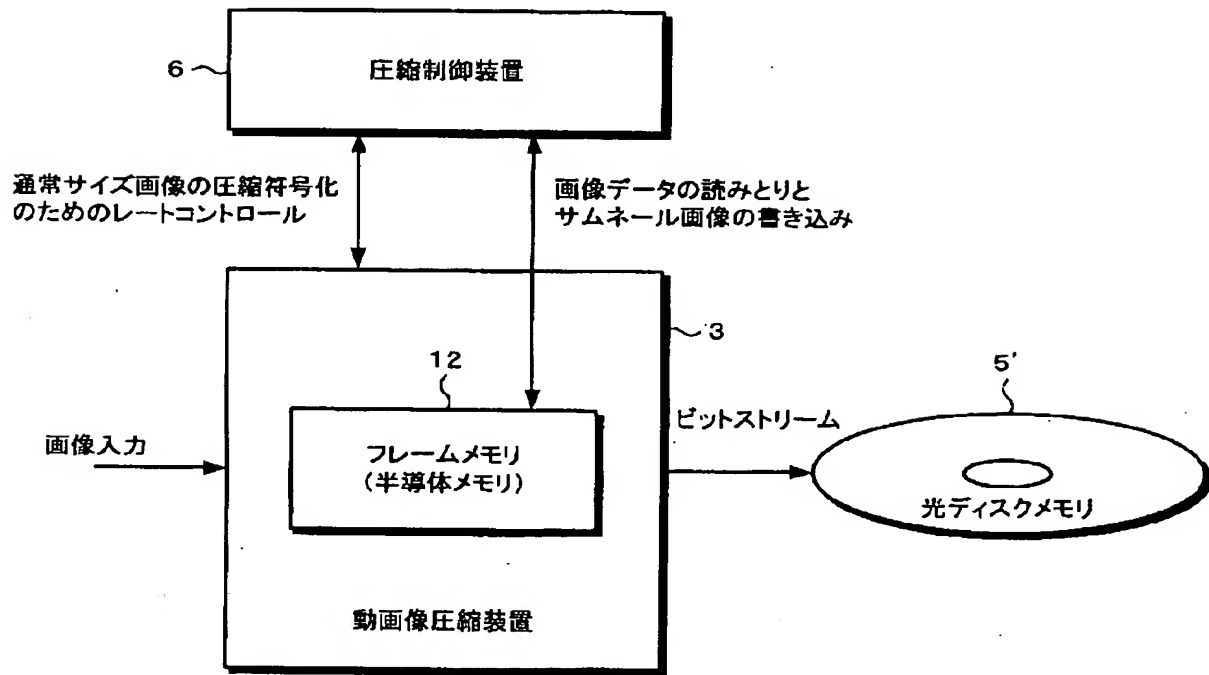 6
圧縮制御装置
通常サイズ画像の圧縮符号化
のためのレートコントロール
画像データの読みとりと
サムネール画像の書き込み
3
12
5'
画像入力
フレームメモリ
(半導体メモリ)
ビットストリーム
光ディスクメモリ
動画像圧縮装置